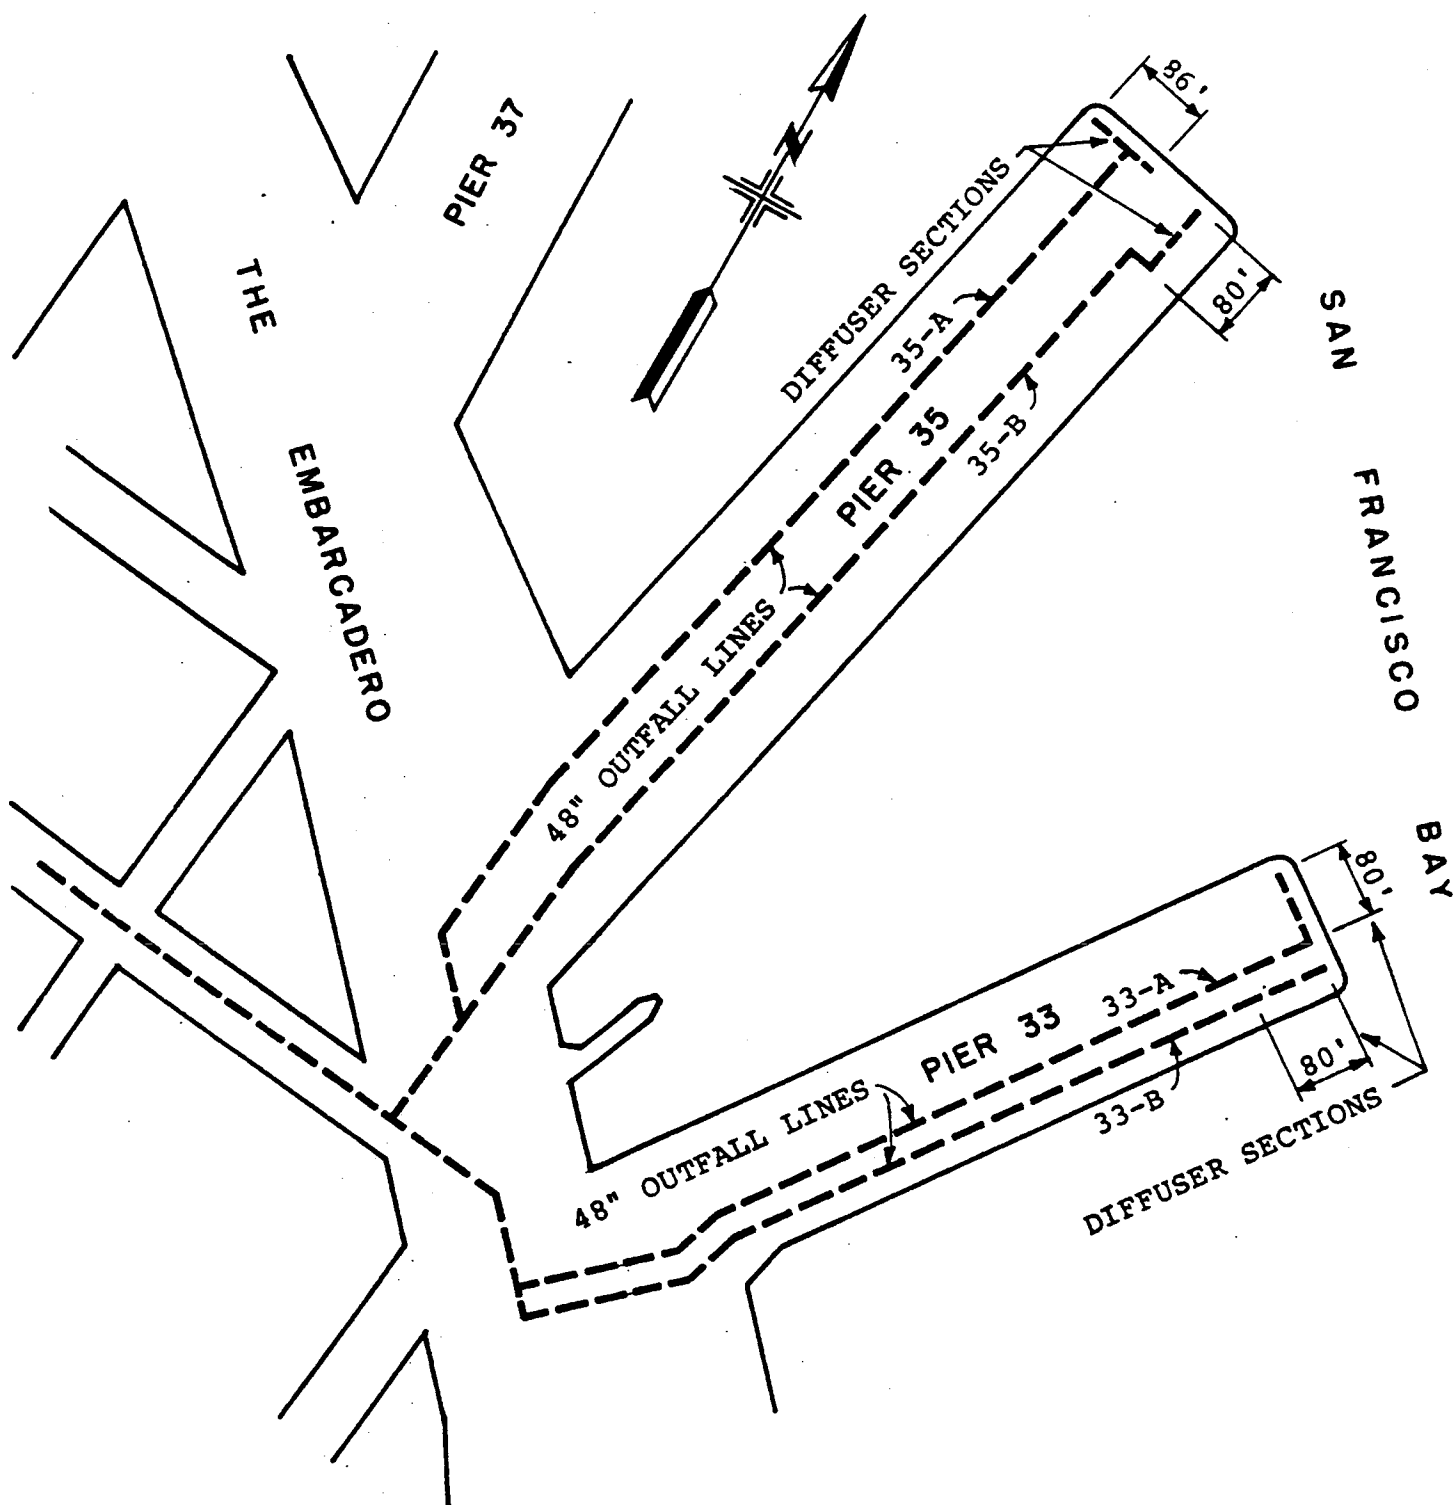 PIER 37
N
86'
THE
EMBARCADERO
DIFFUSER SECTIONS
35-A
80'
SAN
FRANCISCO
BAY
PIER 35
35-B
48" OUTFALL LINES
80'
PIER 33
33-A
48" OUTFALL LINES
33-B
80'
DIFFUSER SECTIONS